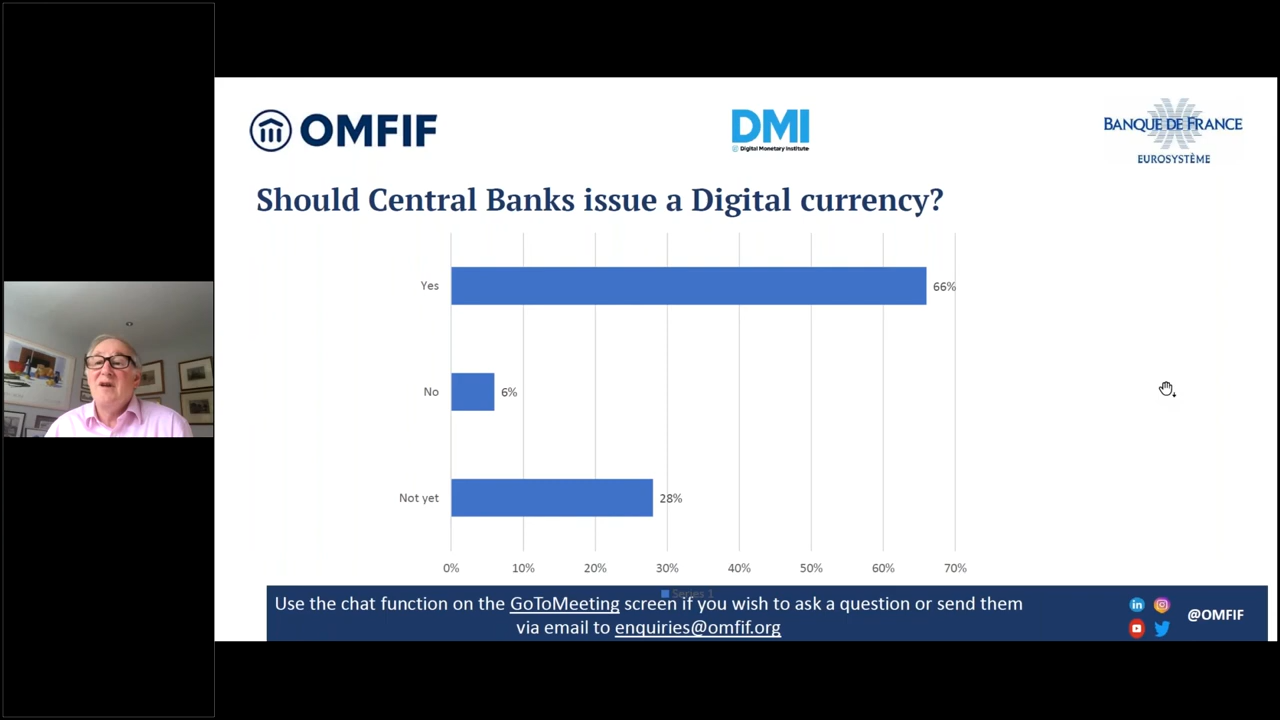 OMFIF
DMI
Digital Monetary Institute
BANQUE DE FRANCE
EUROSYSTÈME
Should Central Banks issue a Digital currency?
Yes
66%
No
6%
Not yet
28%
0% 10% 20% 30% 40% 50% 60% 70%
Series 1
Use the chat function on the GoToMeeting screen if you wish to ask a question or send them
via email to enquiries@omfif.org
@OMFIF